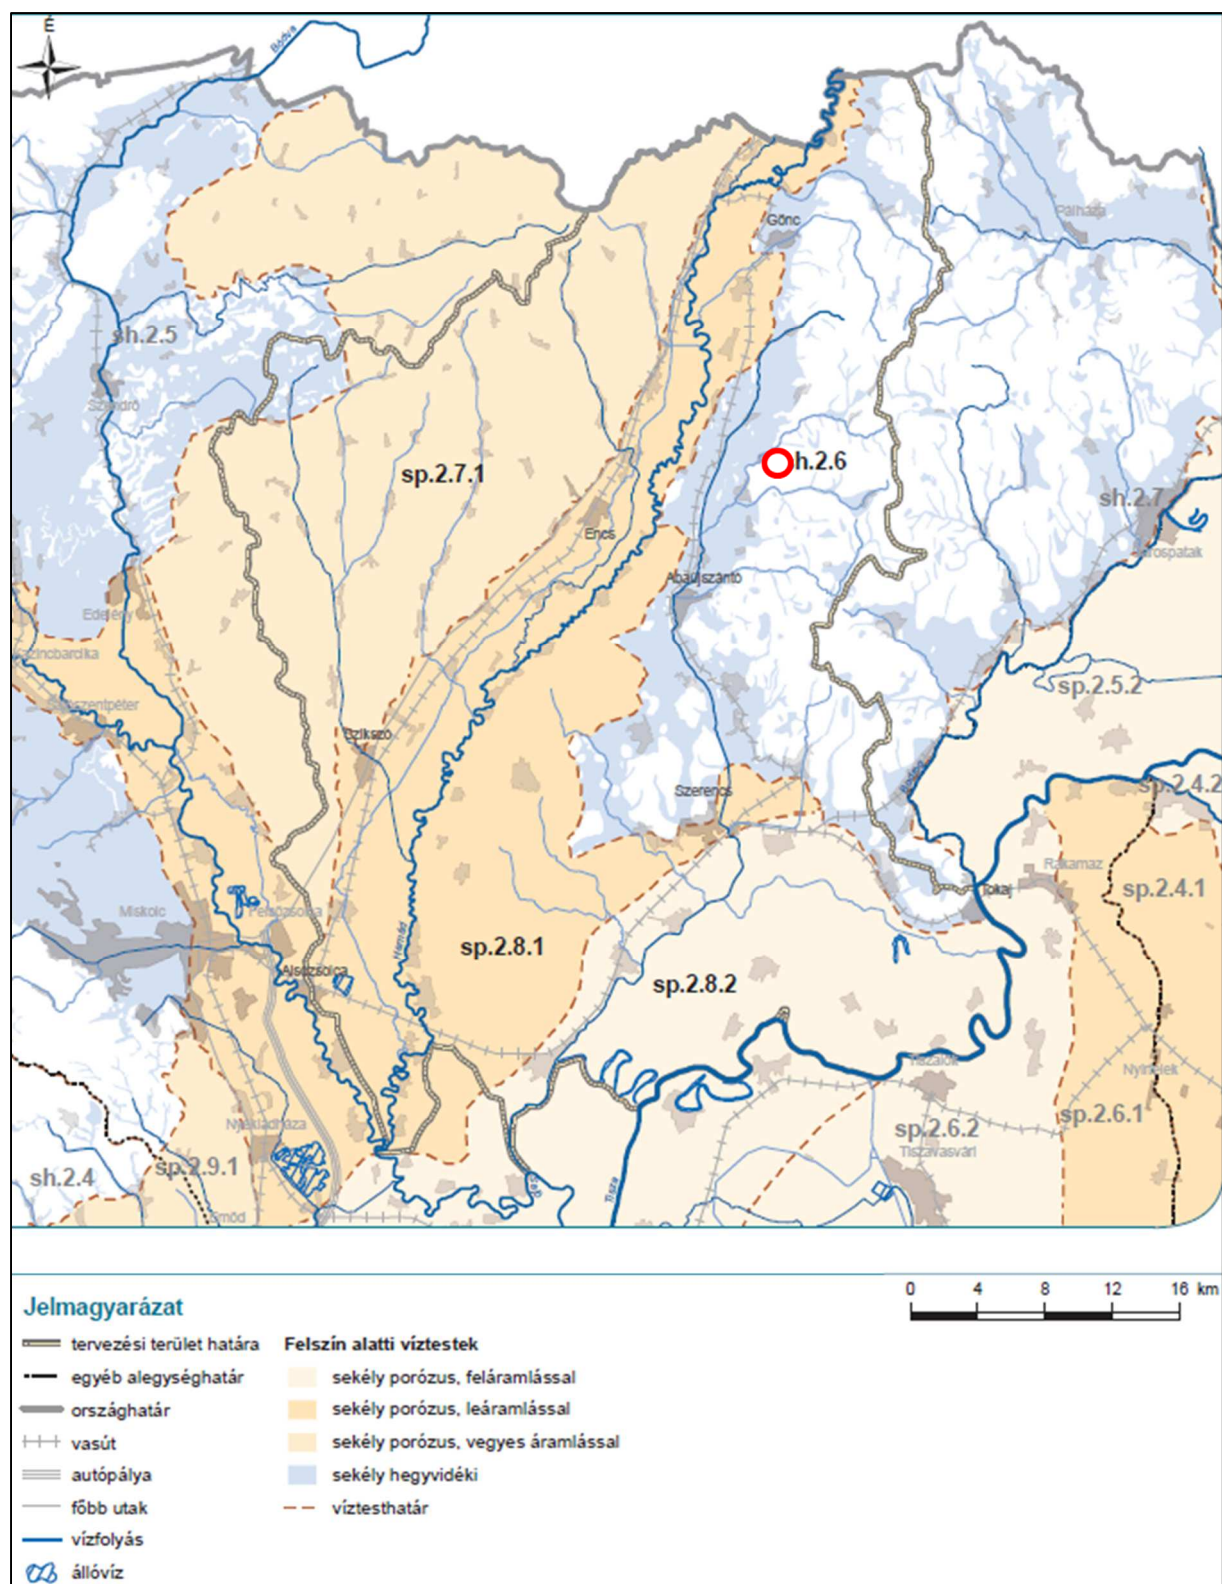 É
Bódva
Gönc
Pálháza
sh.2.5
Szendrő
sp.2.7.1
h.2.6
sh.2.7
Encs
Sárospatak
Abaújszántó
Edelény
Kazincbarcika
sp.2.5.2
Sajószentpéter
Szikszó
Bodrog
Szerencs
sp.2.4.2
Rakamaz
sp.2.4.1
Tokaj
Miskolc
Felsőzsolca
Hernád
sp.2.8.1
Alsózsolca
sp.2.8.2
Tiszalök
Nyírtelek
sp.2.6.1
Nyékládháza
sp.2.6.2
Tiszavasvári
sp.2.9.1
sh.2.4
Sajó
Tisza
Emőd
Jelmagyarázat
0 4 8 12 16 km
tervezési terület határa
egyéb alegységhatár
országhatár
vasút
autópálya
főbb utak
vízfolyás
állóvíz
Felszín alatti víztestek
sekély porózus, feláramlással
sekély porózus, leáramlással
sekély porózus, vegyes áramlással
sekély hegyvidéki
víztesthatár